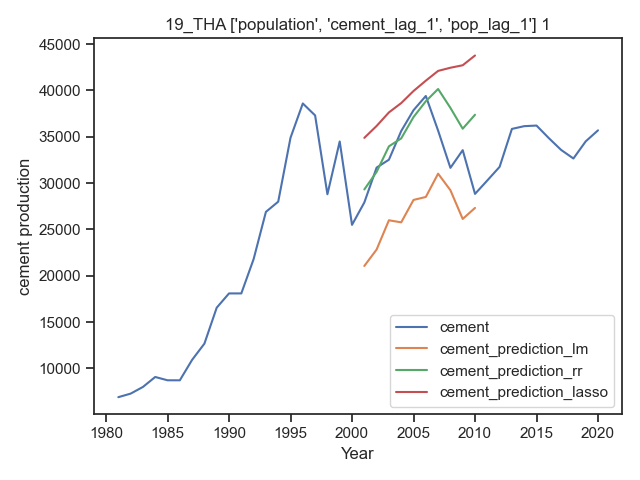 19_THA ['population', 'cement_lag_1', 'pop_lag_1'] 1
45000
40000
35000
30000
25000
20000
15000
10000
cement production
1980 1985 1990 1995 2000 2005 2010 2015 2020
Year
cement
cement_prediction_lm
cement_prediction_rr
cement_prediction_lasso